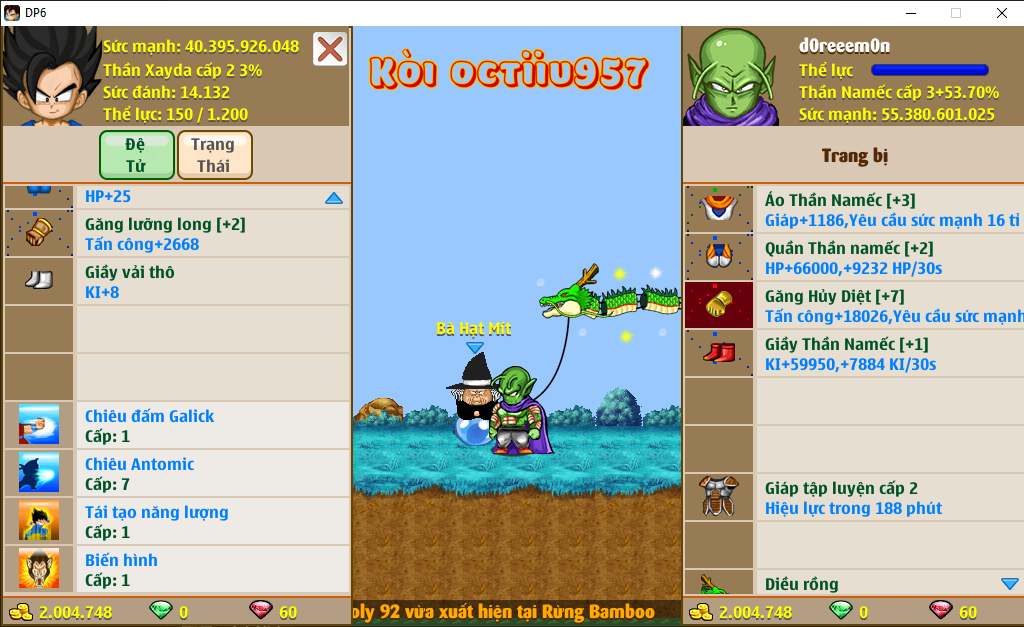 DP6
Sức mạnh: 40.395.926.048
Thần Xayda cấp 2 3%
Sức đánh: 14.132
Thể lực: 150 / 1.200
Đệ
Tử
Trạng
Thái
HP+25
Găng lưỡng long [+2]
Tấn công+2668
Giầy vải thô
KI+8
Chiêu đấm Galick
Cấp: 1
Chiêu Antomic
Cấp: 7
Tái tạo năng lượng
Cấp: 1
Biến hình
Cấp: 1
2.004.748
0
60
Kòi octiiu957
Bà Hạt Mít
oly 92 vừa xuất hiện tại Rừng Bamboo
d0reeem0n
Thể lực
Thần Namếc cấp 3+53.70%
Sức mạnh: 55.380.601.025
Trang bị
Áo Thần Namếc [+3]
Giáp+1186,Yêu cầu sức mạnh 16 tỉ
Quần Thần namếc [+2]
HP+66000,+9232 HP/30s
Găng Hủy Diệt [+7]
Tấn công+18026,Yêu cầu sức mạnh
Giầy Thần Namếc [+1]
KI+59950,+7884 KI/30s
Giáp tập luyện cấp 2
Hiệu lực trong 188 phút
Diều rồng
2.004.748
0
60